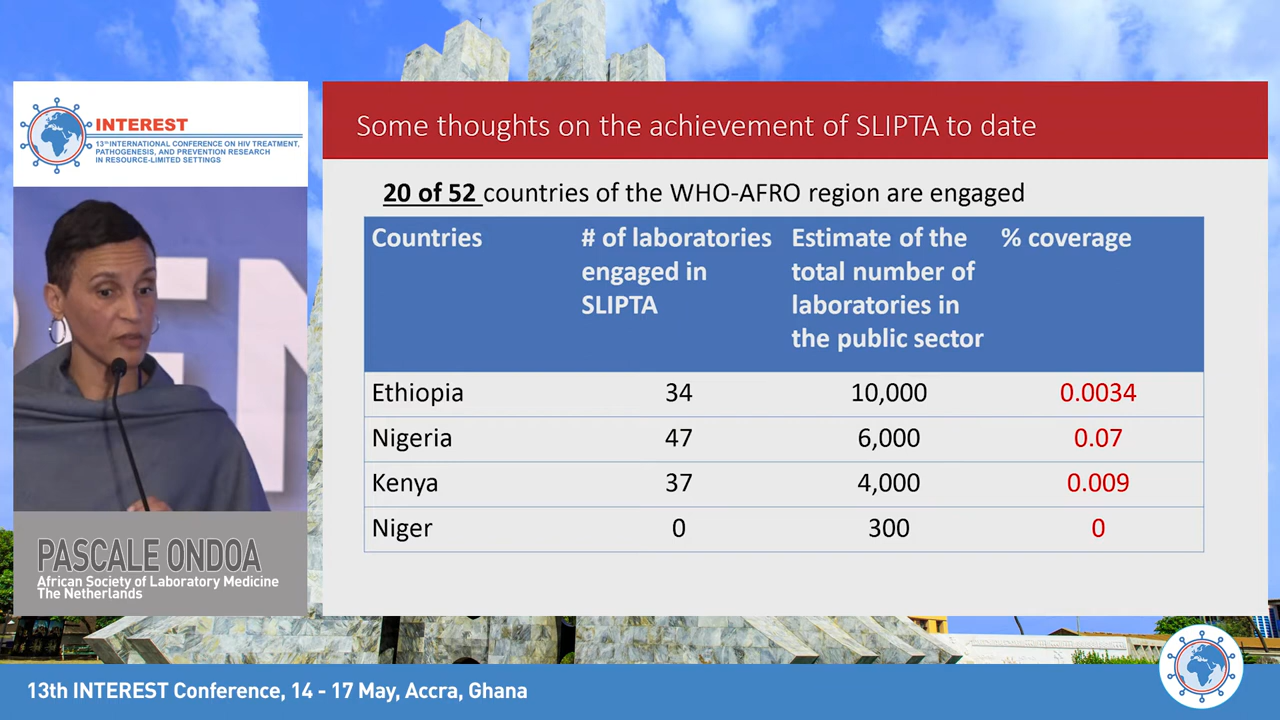 INTEREST
13th INTERNATIONAL CONFERENCE ON HIV TREATMENT,
PATHOGENESIS, AND PREVENTION RESEARCH
IN RESOURCE-LIMITED SETTINGS
PASCALE ONDOA
African Society of Laboratory Medicine
The Netherlands
Some thoughts on the achievement of SLIPTA to date
20 of 52 countries of the WHO-AFRO region are engaged
Countries # of laboratories engaged in SLIPTA Estimate of the total number of laboratories in the public sector % coverage
Ethiopia 34 10,000 0.0034
Nigeria 47 6,000 0.07
Kenya 37 4,000 0.009
Niger 0 300 0
13th INTEREST Conference, 14 - 17 May, Accra, Ghana